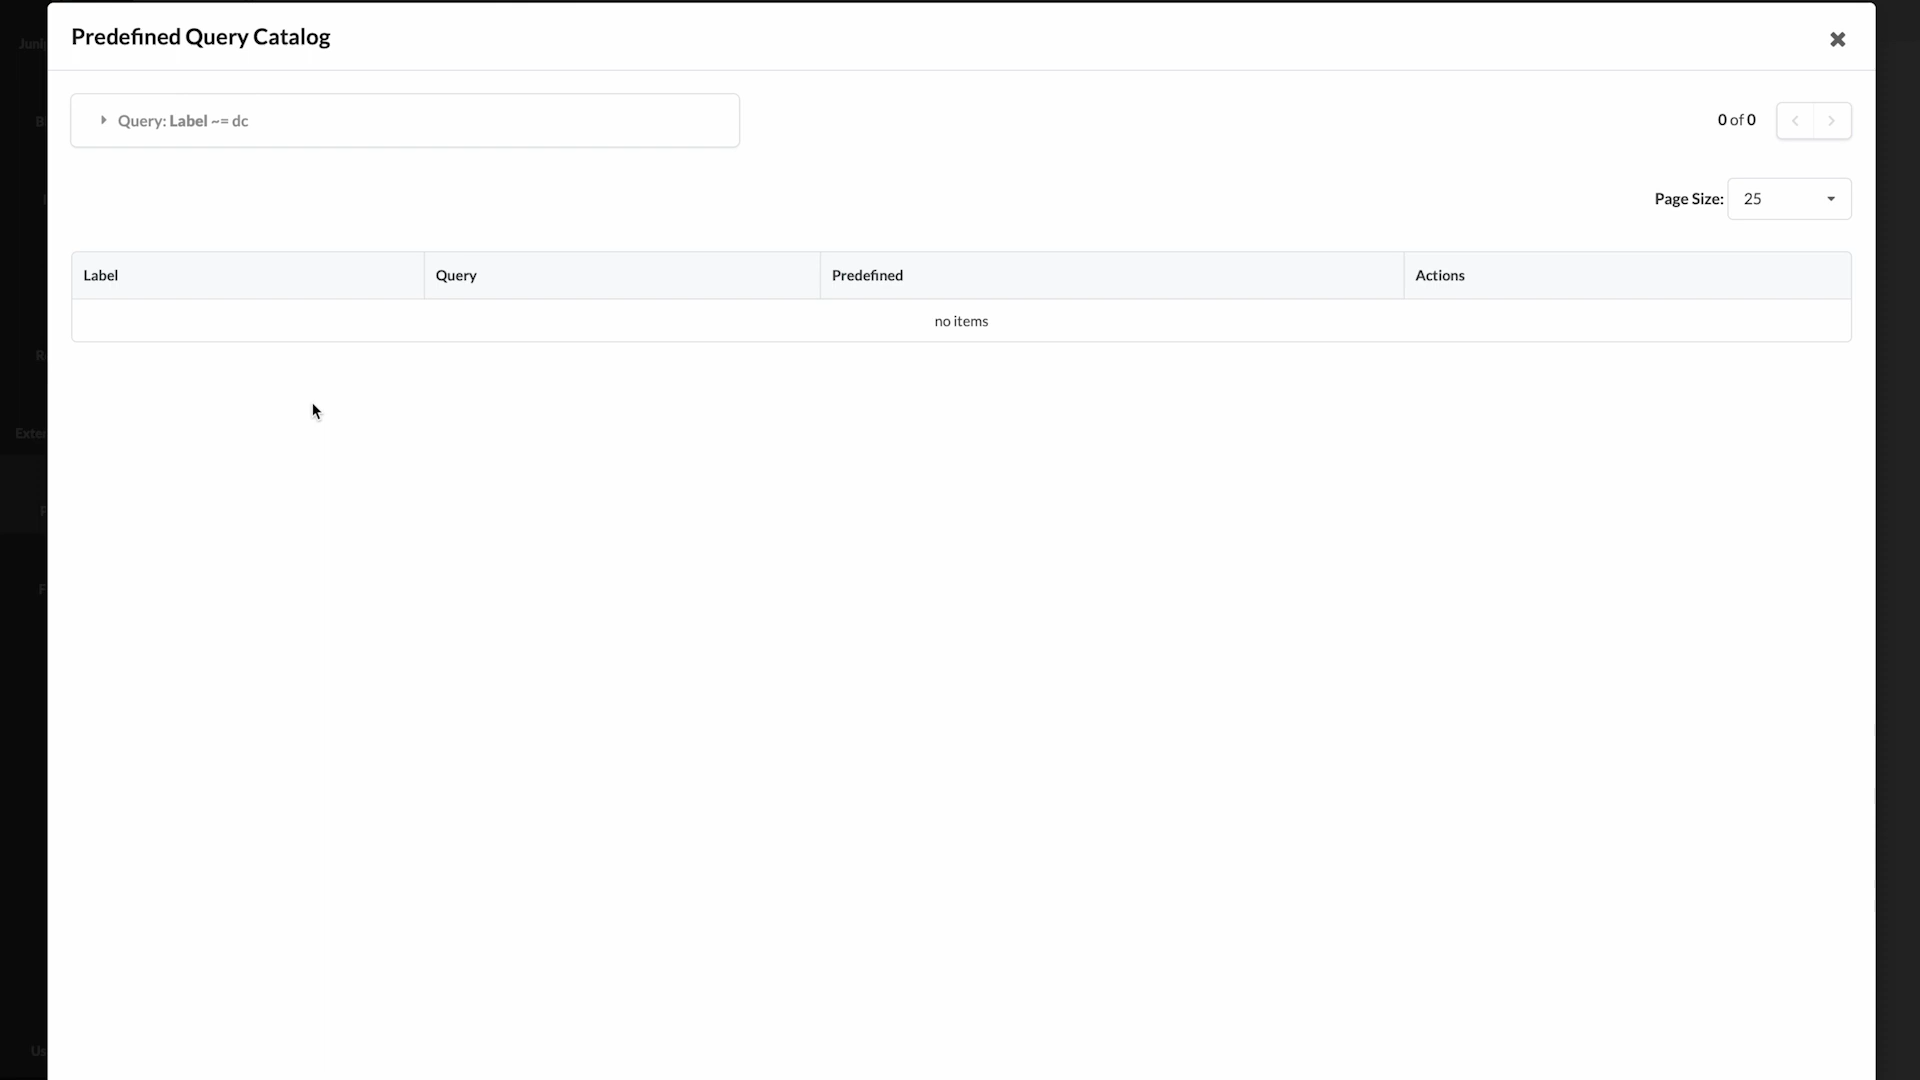 Predefined Query Catalog
Query: Label ~= dc
0 of 0
Page Size: 25
Label Query Predefined Actions
no items